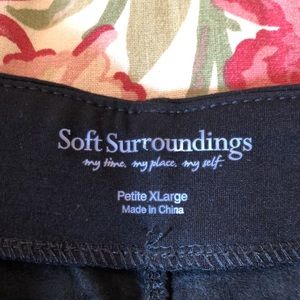 Soft Surroundings
my time. my place. my self.
Petite XLarge
Made In China